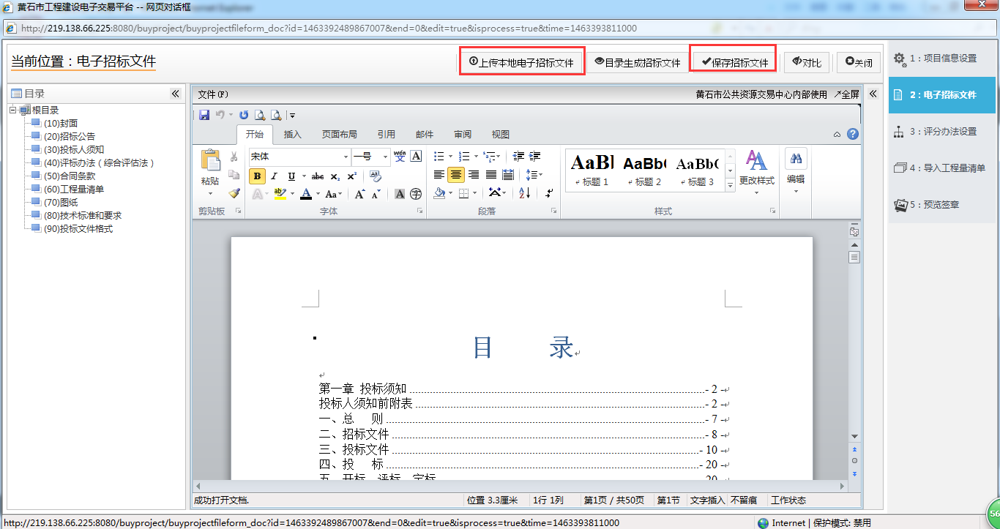 黄石市工程建设电子交易平台 -- 网页对话框
http://219.138.66.225:8080/buyproject/buyprojectfileform_doc?id=1463392489867007&end=0&edit=true&isprocess=true&time=1463393811000
当前位置：电子招标文件
上传本地电子招标文件
目录生成招标文件
保存招标文件
对比
关闭
1：项目信息设置
2：电子招标文件
3：评分办法设置
4：导入工程量清单
5：预览签章
目录
根目录
(10)封面
(20)招标公告
(30)投标人须知
(40)评标办法（综合评估法）
(50)合同条款
(60)工程量清单
(70)图纸
(80)技术标准和要求
(90)投标文件格式
文件(F)
黄石市公共资源交易中心内部使用
全屏
开始 插入 页面布局 引用 邮件 审阅 视图
粘贴
宋体
一号
AaBl AaBb( AaBb(
标题 1 标题 2 标题 3
更改样式
编辑
剪贴板 字体 段落 样式
目 录
第一章 投标须知 - 2 -
投标人须知前附表 - 2 -
一、总 则 - 7 -
二、招标文件 - 8 -
三、投标文件 - 10 -
四、投 标 - 20 -
五、开标、评标、定标 - 20 -
成功打开文档.
位置 3.3厘米
1行 1列
第1页 / 共50页
第1节
文字插入
不留痕
工作状态
http://219.138.66.225:8080/buyproject/buyprojectfileform_doc?id=1463392489867007&end=0&edit=true&isprocess=true&time=1463393811000
Internet | 保护模式: 禁用
56